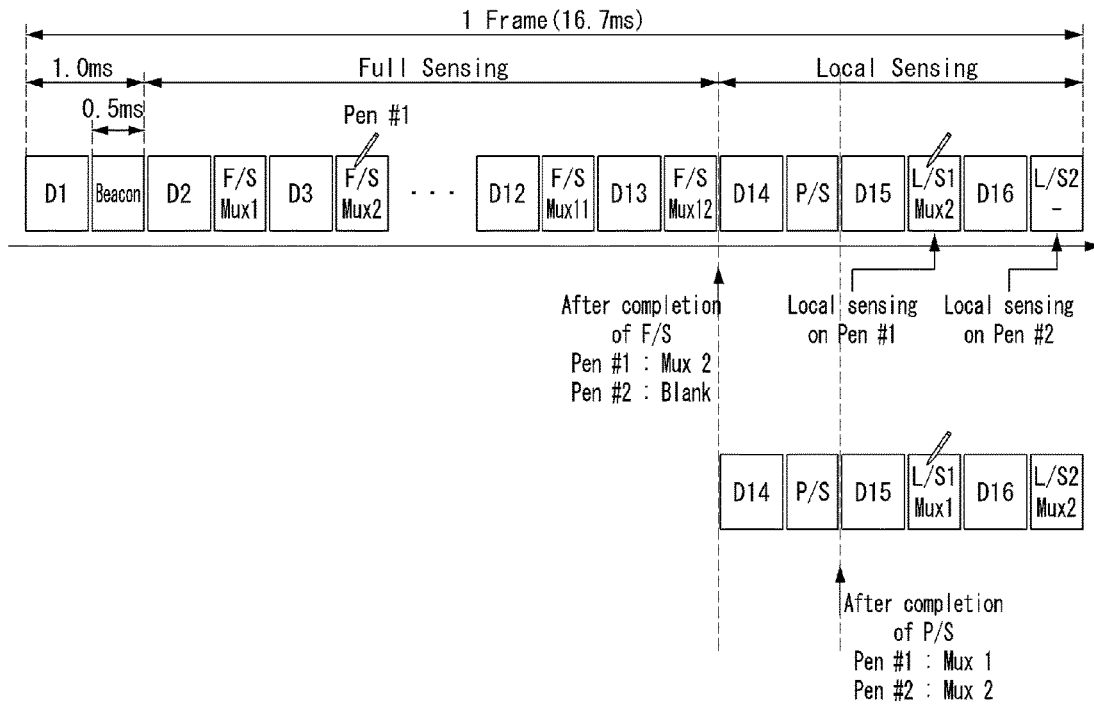 1 Frame(16.7ms)
1.0ms
Full Sensing
Local Sensing
0.5ms
Pen #1
D1
Beacon
D2
F/S
Mux1
D3
F/S
Mux2
· · ·
D12
F/S
Mux11
D13
F/S
Mux12
D14
P/S
D15
L/S1
Mux2
D16
L/S2
-
After completion
of F/S
Pen #1 : Mux 2
Pen #2 : Blank
Local sensing
on Pen #1
Local sensing
on Pen #2
D14
P/S
D15
L/S1
Mux1
D16
L/S2
Mux2
After completion
of P/S
Pen #1 : Mux 1
Pen #2 : Mux 2